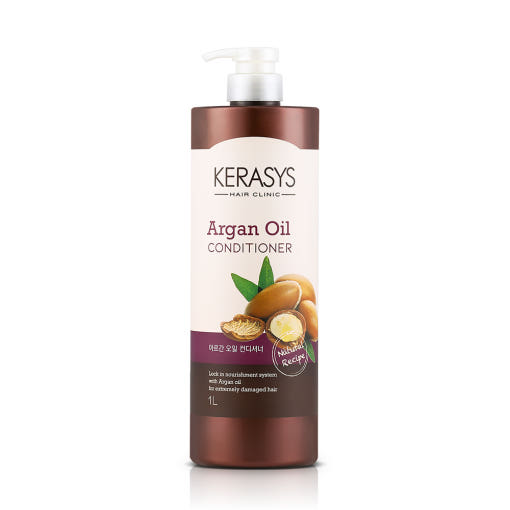 KERASYS
HAIR CLINIC
Argan Oil
CONDITIONER
Natural
Recipe
아르간 오일 컨디셔너
Lock in nourishment system
with Argan oil
for extremely damaged hair
1L